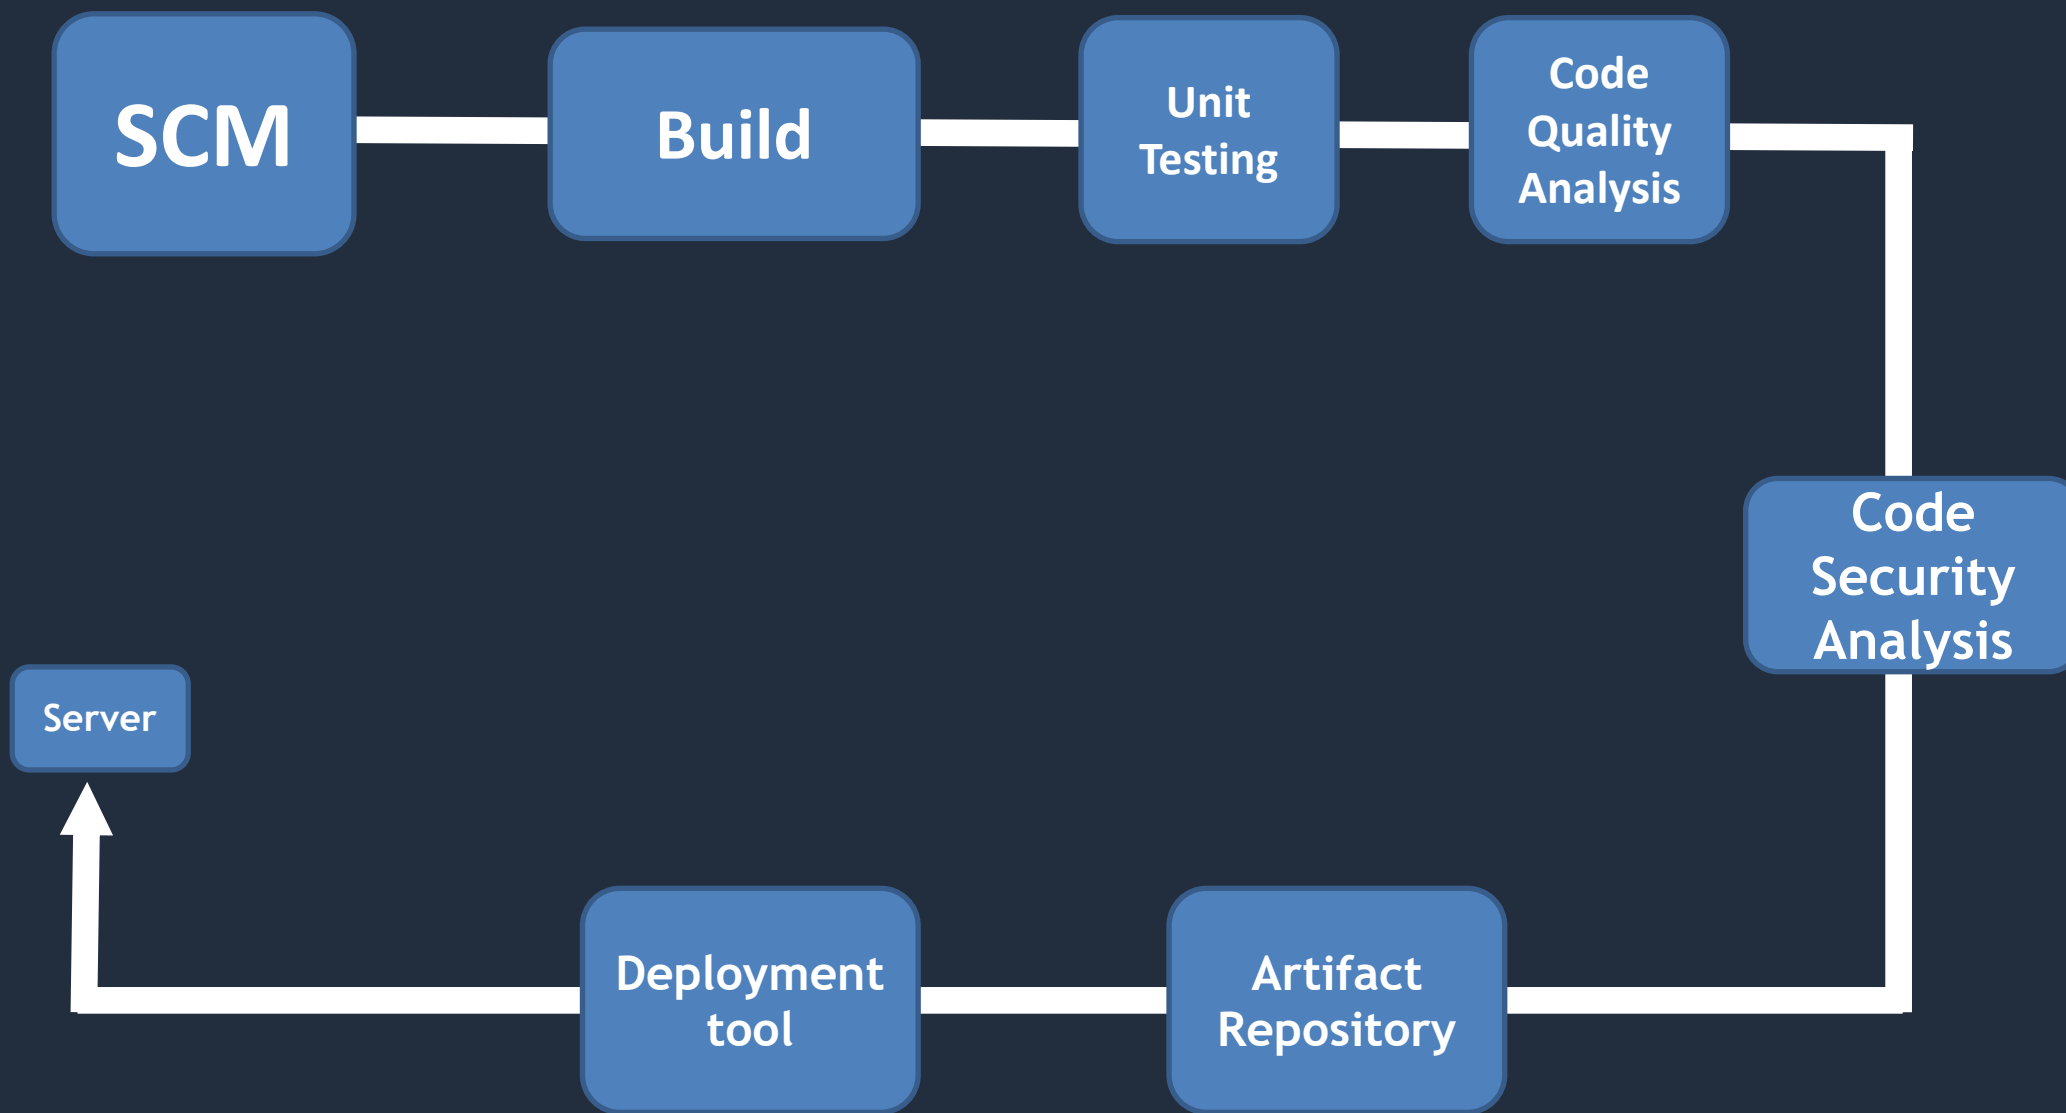 SCM
Build
Unit
Testing
Code
Quality
Analysis
Code
Security
Analysis
Server
Deployment
tool
Artifact
Repository